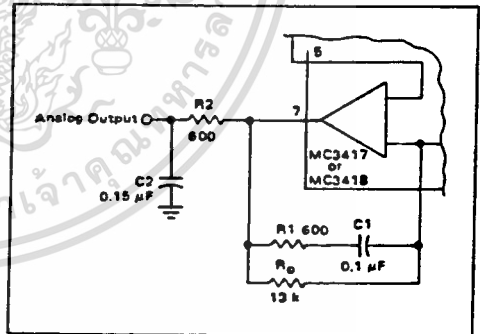 5
R2
Analog Output
7
600
MC3417
or
MC3418
C2
0.15 µF
R1 600
C1
0.1 µF
Ro
13 k